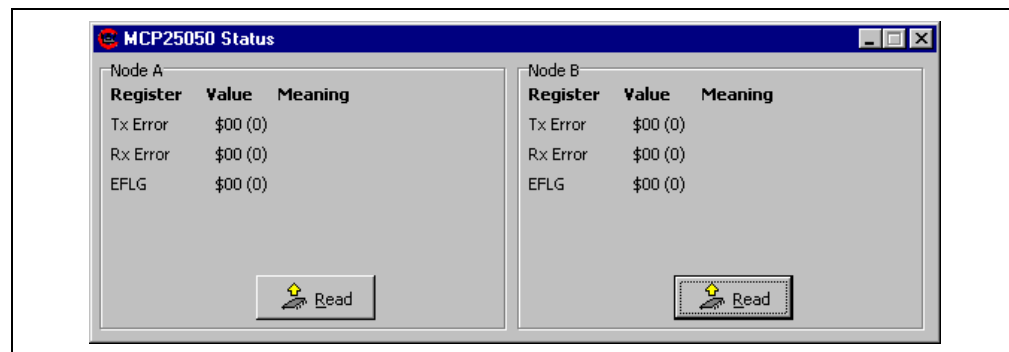 MCP25050 Status
Node A
Register Value Meaning
Tx Error $00 (0)
Rx Error $00 (0)
EFLG $00 (0)
Read
Node B
Register Value Meaning
Tx Error $00 (0)
Rx Error $00 (0)
EFLG $00 (0)
Read